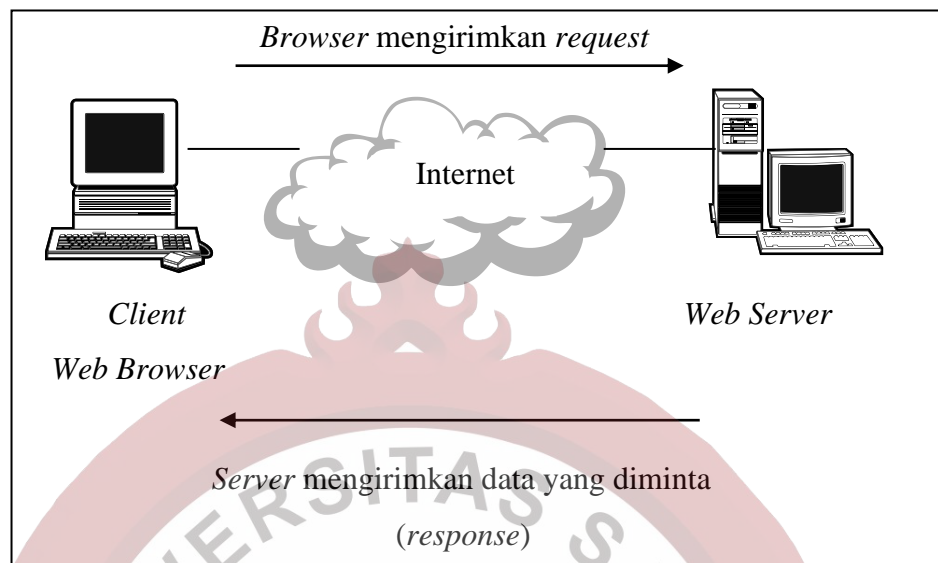 Browser mengirimkan request
Internet
Client
Web Browser
Web Server
Server mengirimkan data yang diminta
(response)
ERSITAS S